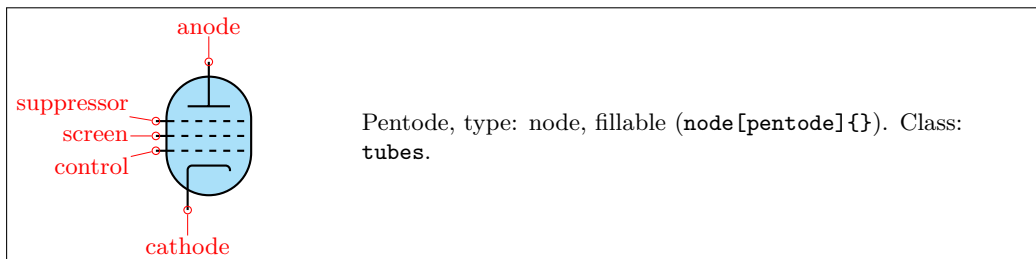 anode
suppressor
screen
control
cathode
Pentode, type: node, fillable (node[pentode]{}). Class:
tubes.